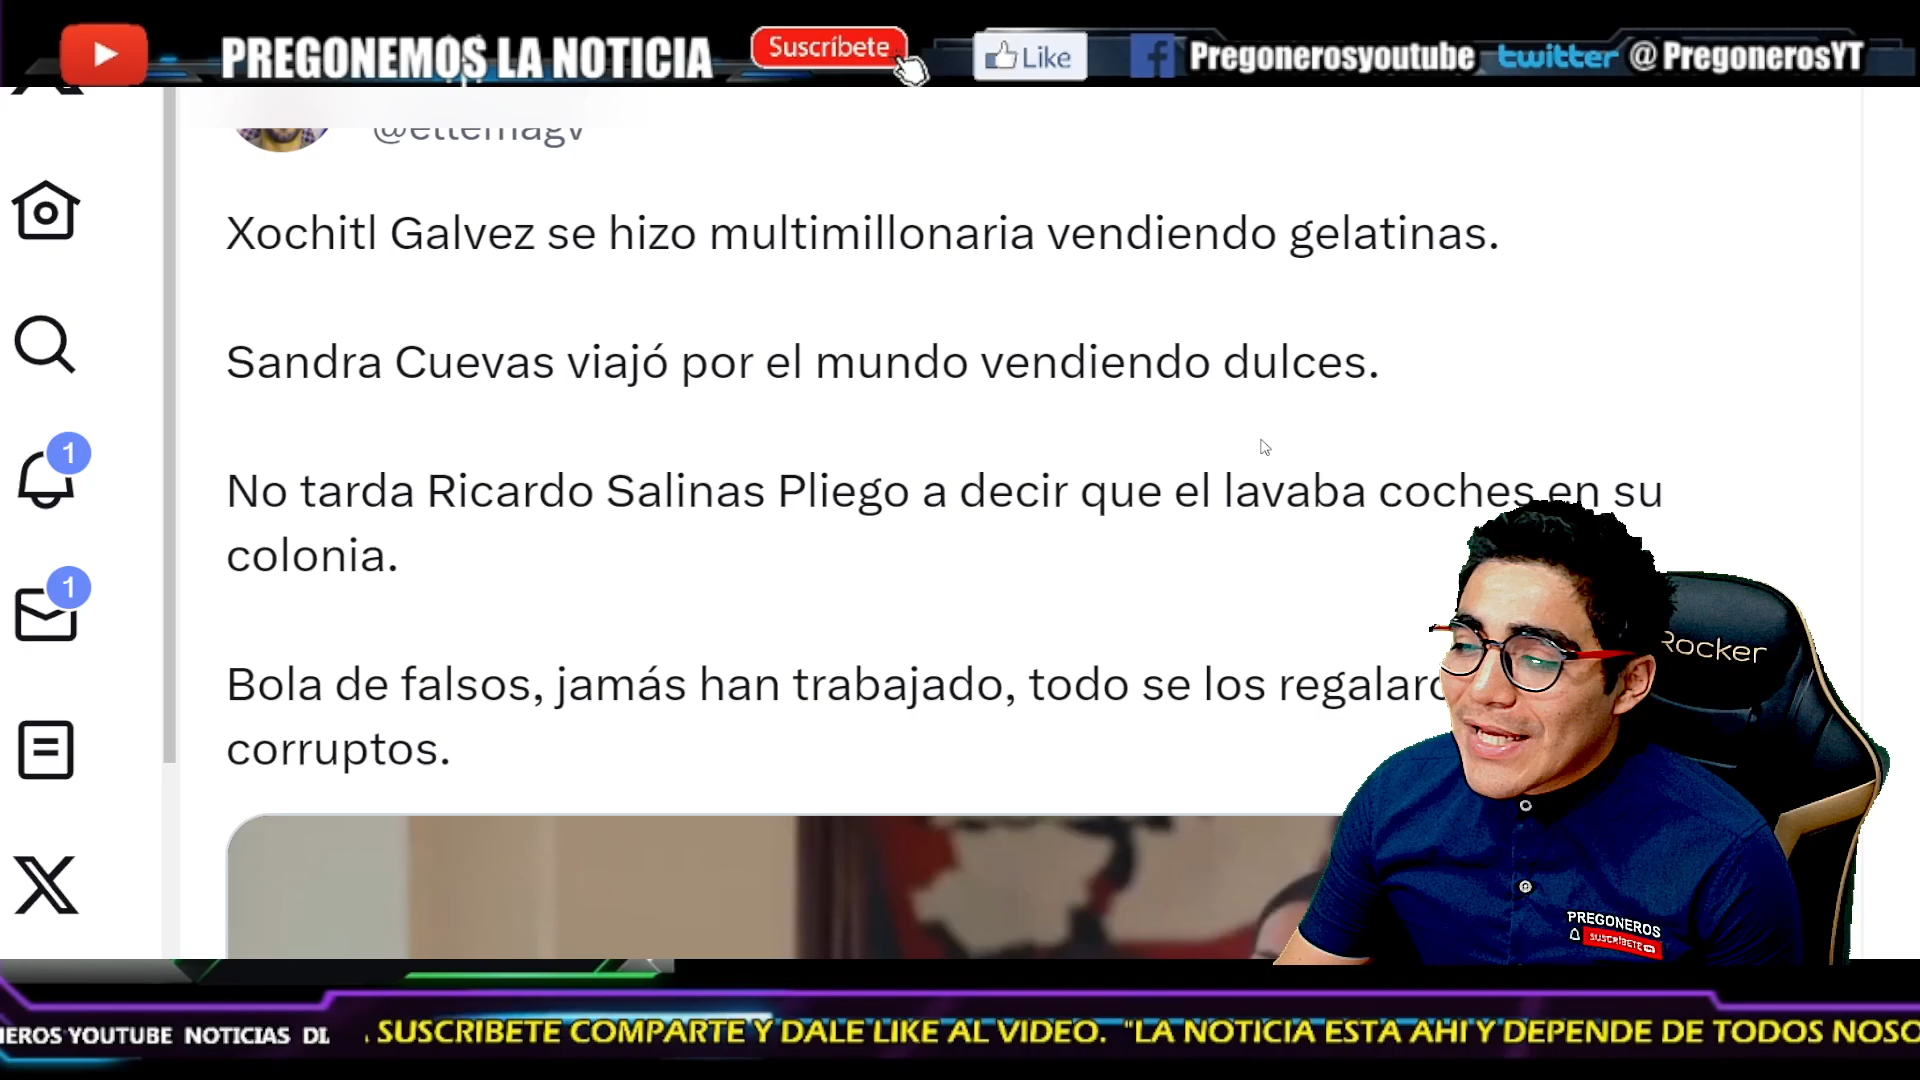 PREGONEMOS LA NOTICIA
Suscríbete
Like
Pregonerosyoutube
twitter @PregonerosYT
Xochitl Galvez se hizo multimillonaria vendiendo gelatinas.
Sandra Cuevas viajó por el mundo vendiendo dulces.
1
No tarda Ricardo Salinas Pliego a decir que el lavaba coches en su
colonia.
1
Bola de falsos, jamás han trabajado, todo se los
corruptos.
Rocker
PREGONEROS
SUSCRÍBETE
NEROS YOUTUBE NOTICIAS
. SUSCRIBETE COMPARTE Y DALE LIKE AL VIDEO. "LA NOTICIA ESTA AHI Y DEPENDE DE TODOS